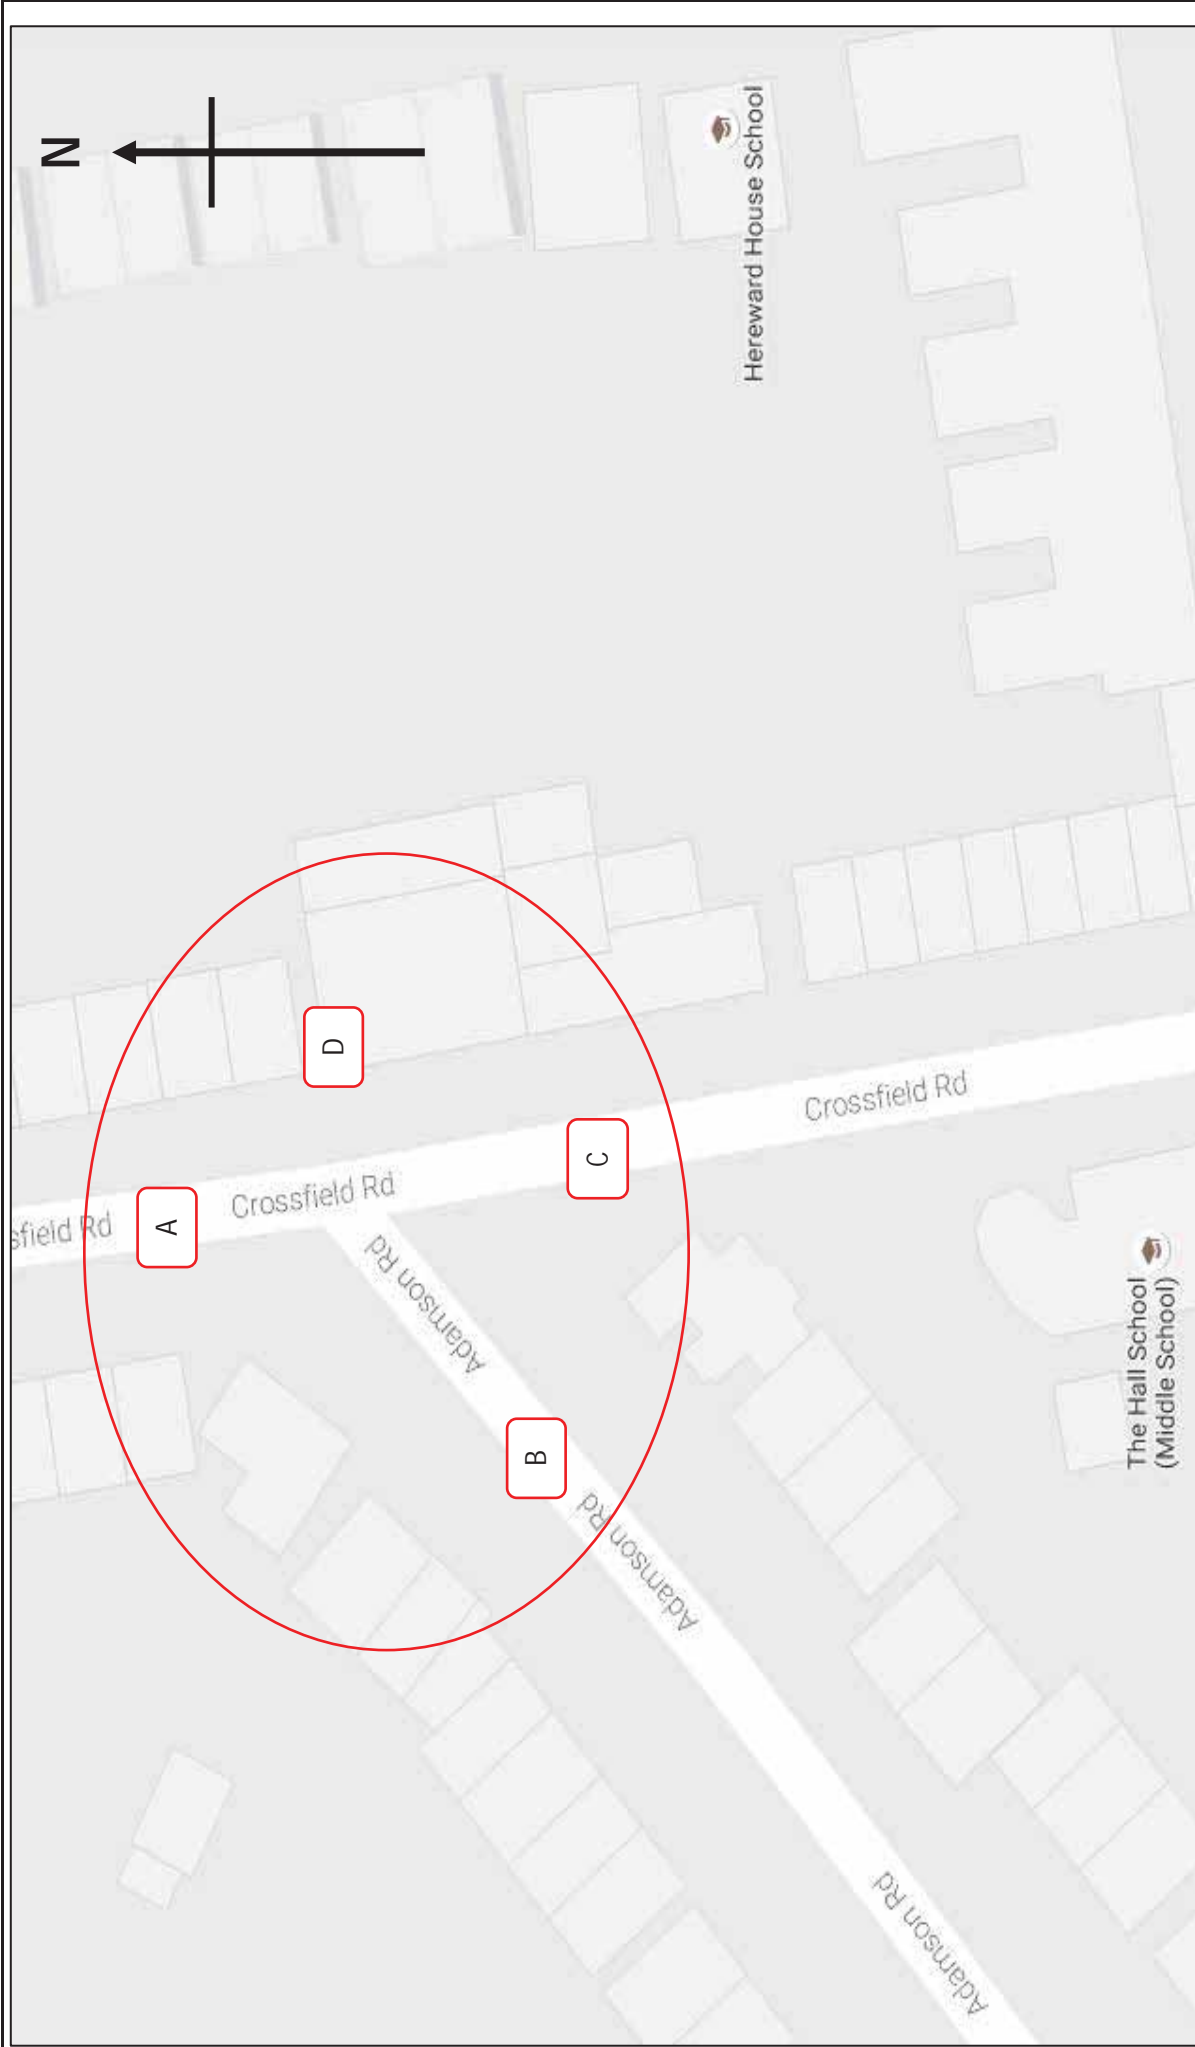 sfield Rd
N
A
Crossfield Rd
D
Adamson Rd
B
C
Adamson Rd
Hereward House School
Crossfield Rd
Adamson Rd
The Hall School
(Middle School)